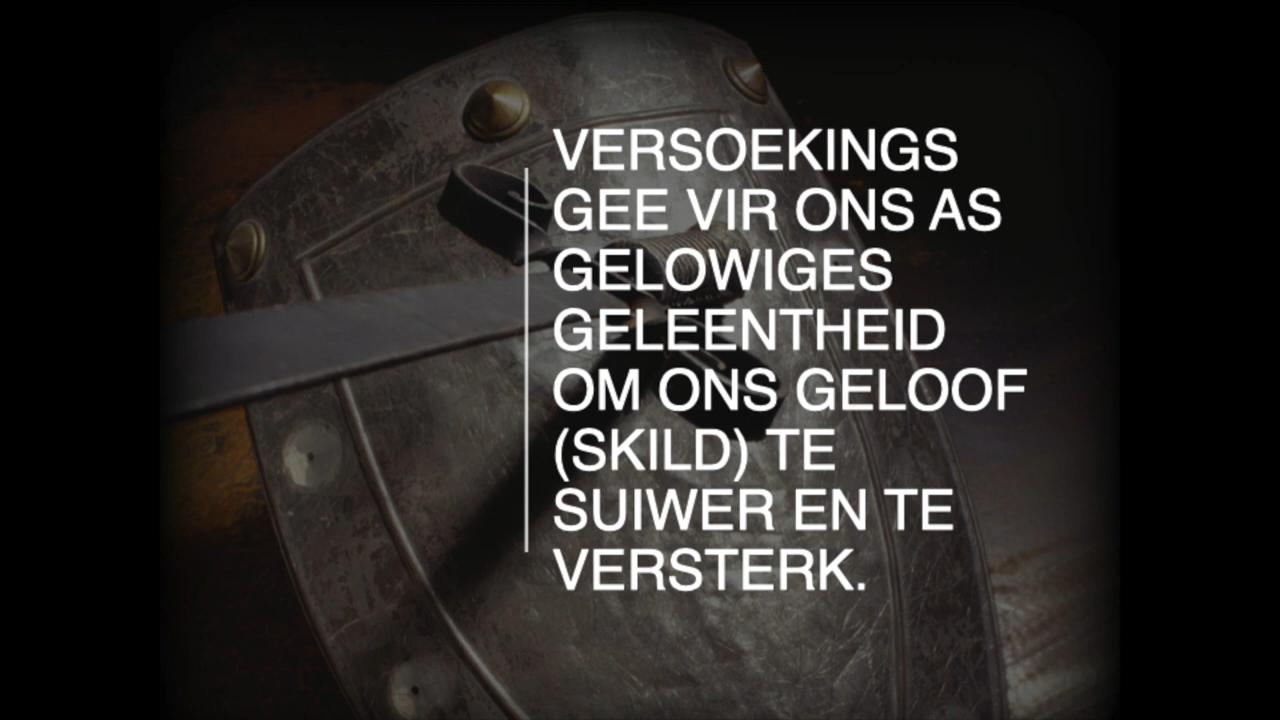 VERSOEKINGS
GEE VIR ONS AS
GELOWIGES
GELEENTHEID
OM ONS GELOOF
(SKILD) TE
SUIWER EN TE
VERSTERK.